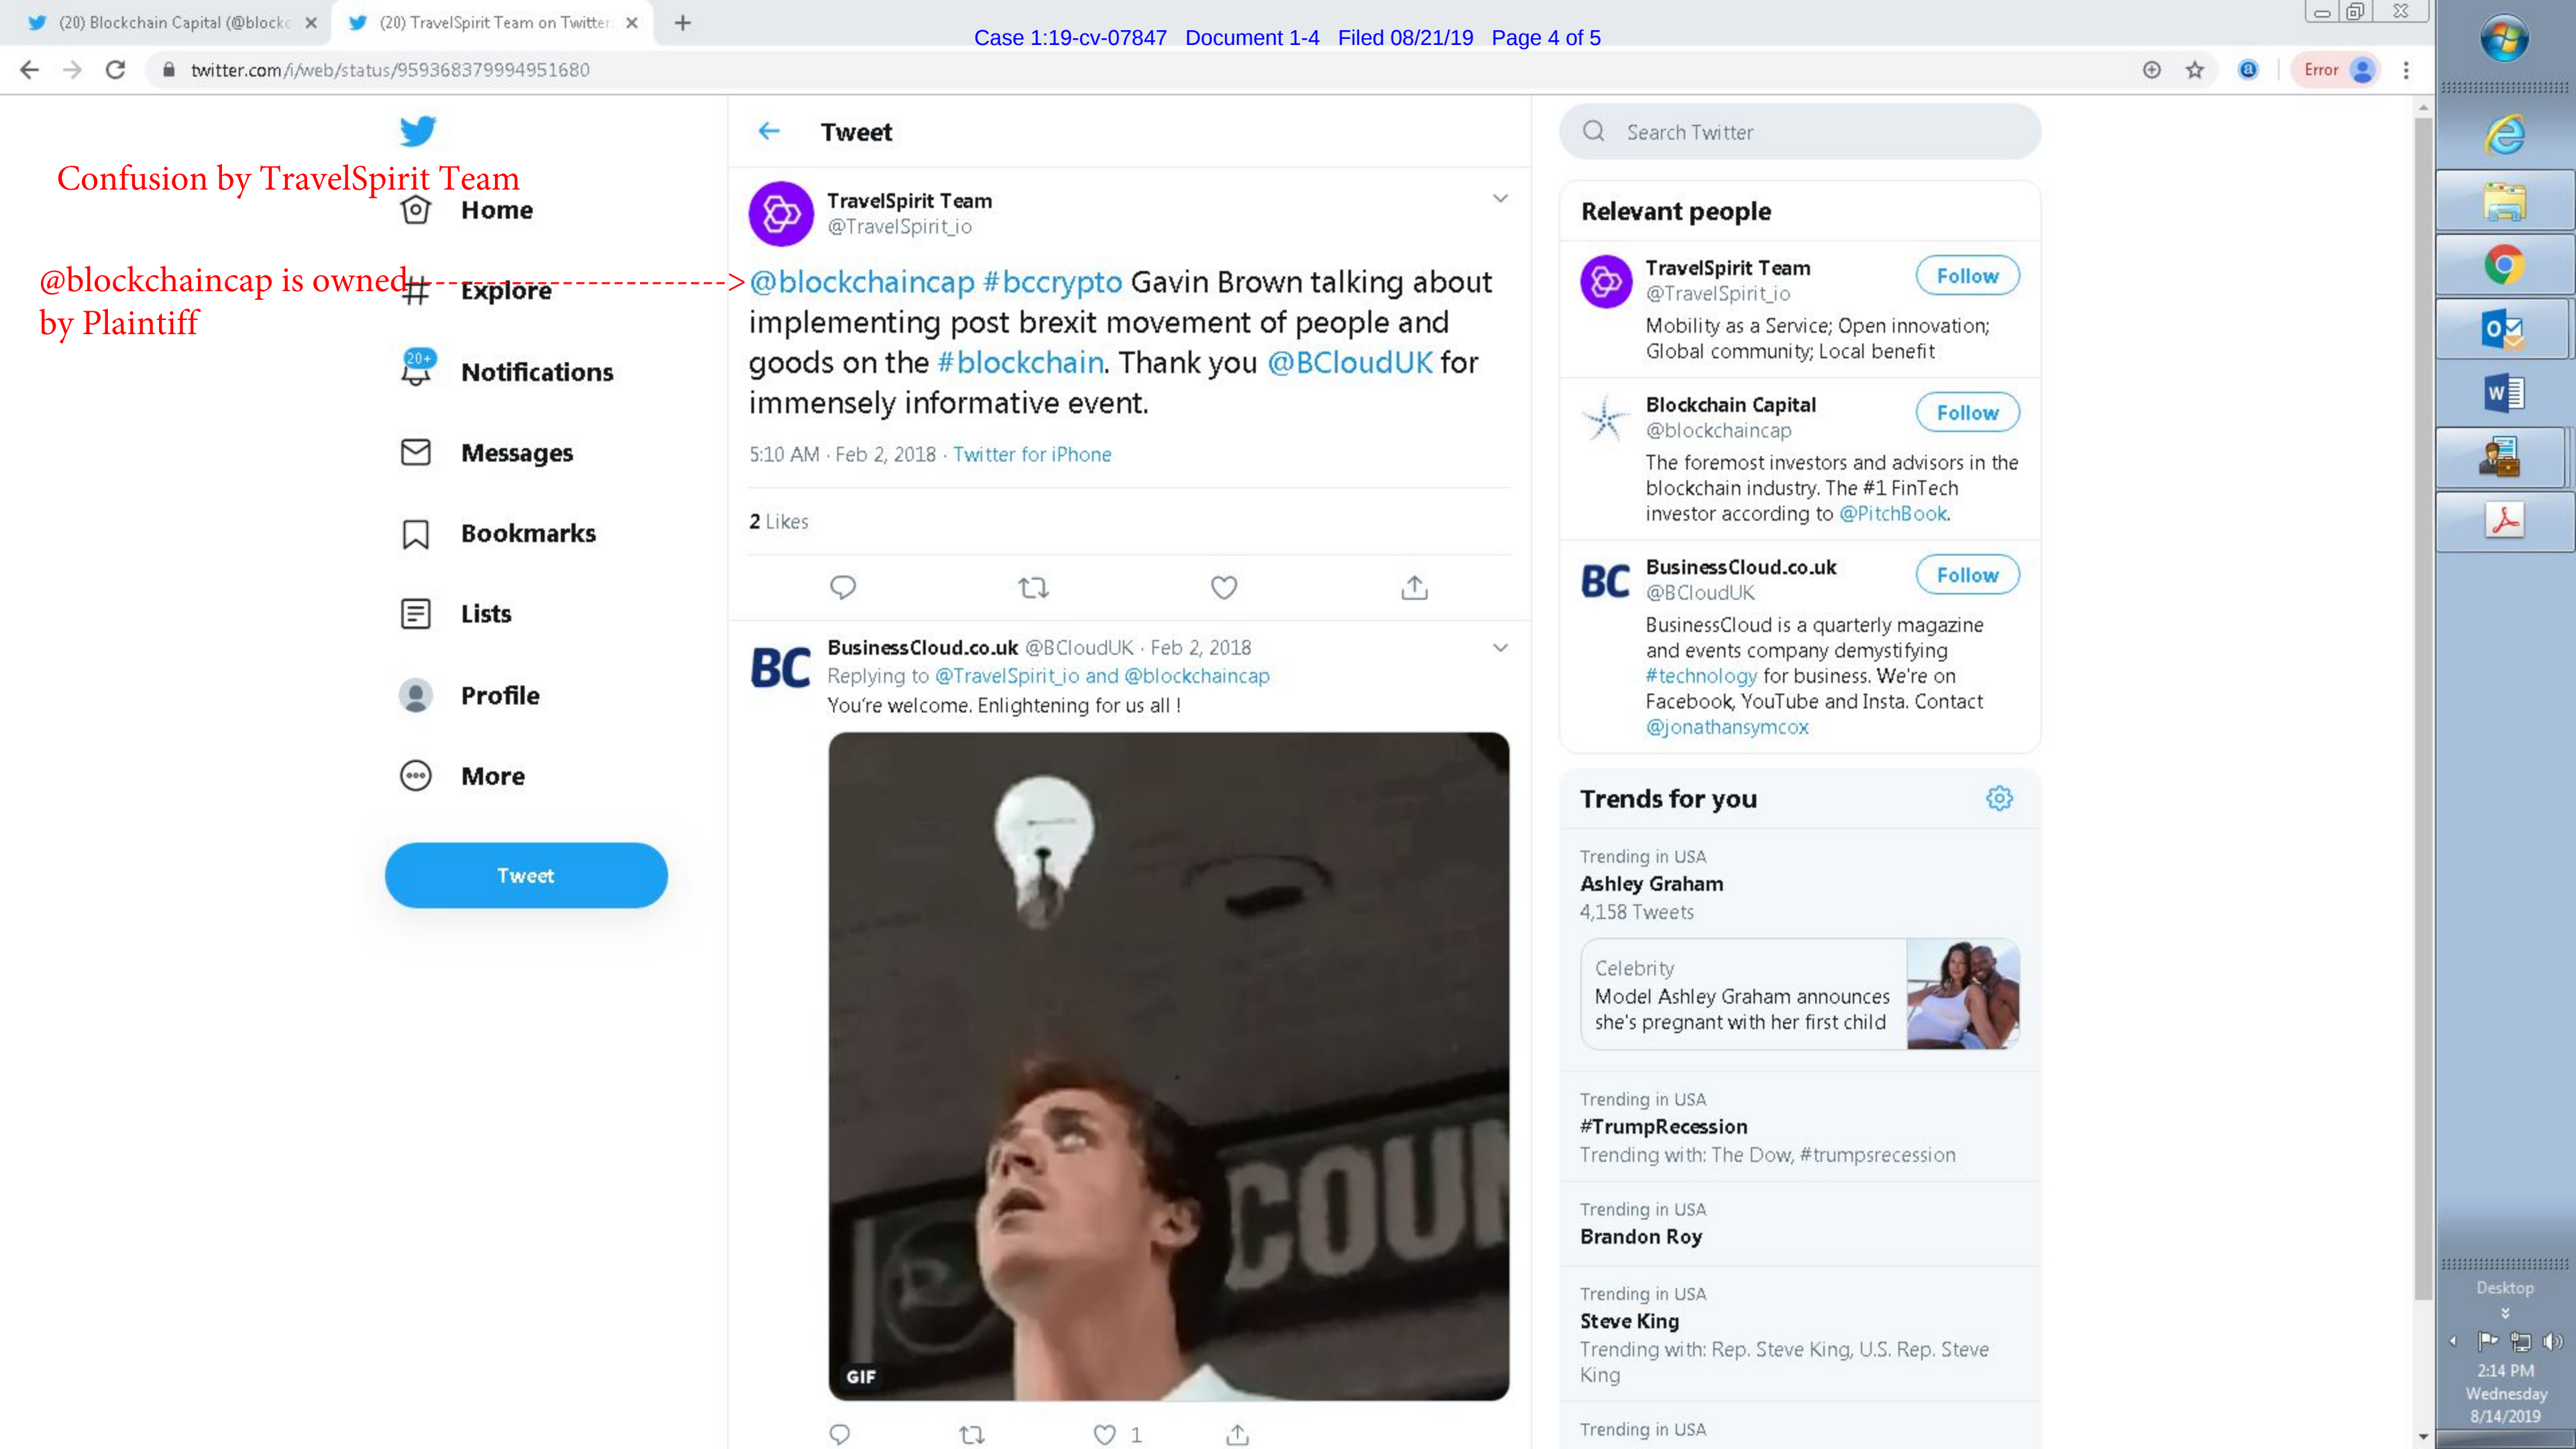 (20) Blockchain Capital (@blockc
(20) TravelSpirit Team on Twitter:
Case 1:19-cv-07847 Document 1-4 Filed 08/21/19 Page 4 of 5
twitter.com/i/web/status/959368379994951680
Error
Confusion by TravelSpirit Team
@blockchaincap is owned-------------------->
by Plaintiff
Home
Explore
20+
Notifications
Messages
Bookmarks
Lists
Profile
More
Tweet
Tweet
TravelSpirit Team
@TravelSpirit_io
@blockchaincap #bccrypto Gavin Brown talking about
implementing post brexit movement of people and
goods on the #blockchain. Thank you @BCloudUK for
immensely informative event.
5:10 AM · Feb 2, 2018 · Twitter for iPhone
2 Likes
BC
BusinessCloud.co.uk @BCloudUK · Feb 2, 2018
Replying to @TravelSpirit_io and @blockchaincap
You're welcome. Enlightening for us all !
COUN
GIF
1
Search Twitter
Relevant people
TravelSpirit Team
Follow
@TravelSpirit_io
Mobility as a Service; Open innovation;
Global community; Local benefit
Blockchain Capital
Follow
@blockchaincap
The foremost investors and advisors in the
blockchain industry. The #1 FinTech
investor according to @PitchBook.
BC
BusinessCloud.co.uk
Follow
@BCloudUK
BusinessCloud is a quarterly magazine
and events company demystifying
#technology for business. We're on
Facebook, YouTube and Insta. Contact
@jonathansymcox
Trends for you
Trending in USA
Ashley Graham
4,158 Tweets
Celebrity
Model Ashley Graham announces
she's pregnant with her first child
Trending in USA
#TrumpRecession
Trending with: The Dow, #trumpsrecession
Trending in USA
Brandon Roy
Trending in USA
Steve King
Trending with: Rep. Steve King, U.S. Rep. Steve
King
Trending in USA
Desktop
2:14 PM
Wednesday
8/14/2019